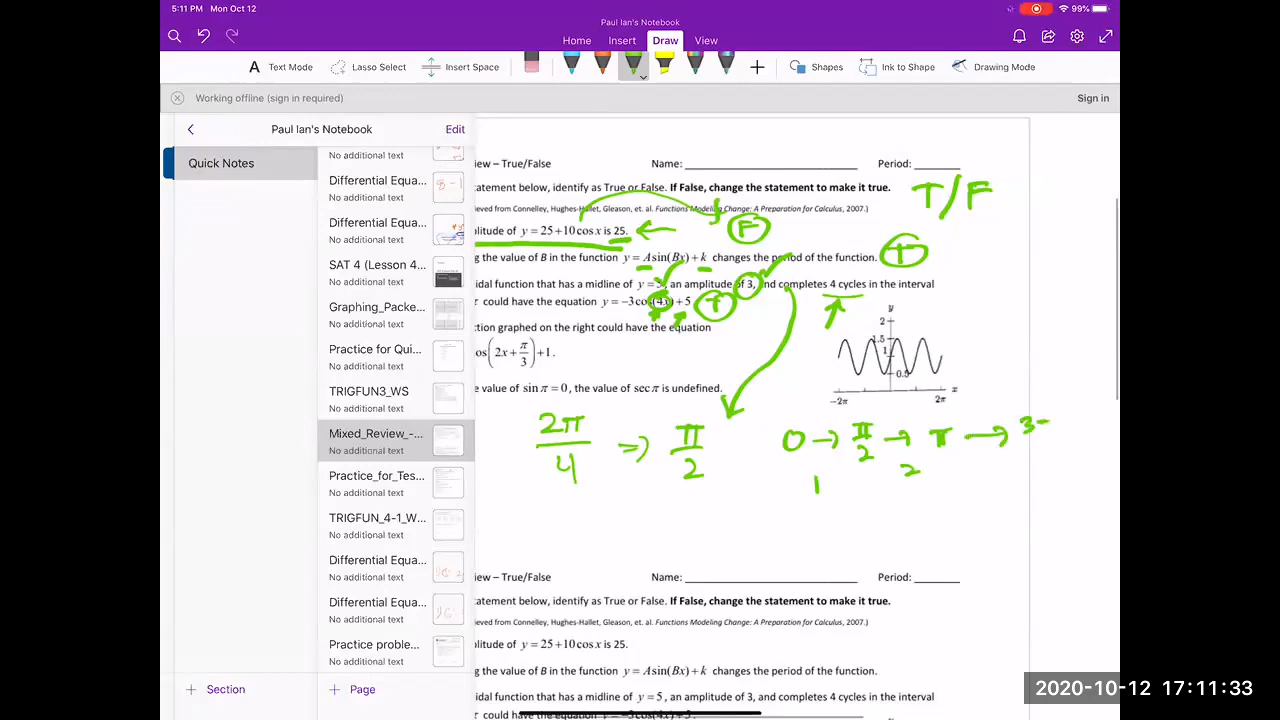 5:11 PM Mon Oct 12
Paul Ian's Notebook
99%
Home Insert Draw View
Text Mode Lasso Select Insert Space Shapes Ink to Shape Drawing Mode
Working offline (sign in required)
Sign in
Paul Ian's Notebook Edit
Quick Notes
No additional text
Differential Equa...
No additional text
Differential Equa...
No additional text
SAT 4 (Lesson 4...
No additional text
Graphing_Packe...
No additional text
Practice for Qui...
No additional text
TRIGFUN3_WS
No additional text
Mixed_Review_-...
No additional text
Practice_for_Tes...
No additional text
TRIGFUN_4-1_W...
No additional text
Differential Equa...
No additional text
Differential Equa...
No additional text
Practice proble...
No additional text
+ Section + Page
iew – True/False Name: Period:
tatement below, identify as True or False. If False, change the statement to make it true.
T/F
ieved from Connelley, Hughes-Hallet, Gleason, et. al. Functions Modeling Change: A Preparation for Calculus, 2007.)
plitude of y = 25 + 10 cos x is 25.
F
g the value of B in the function y = A sin(Bx) + k changes the period of the function.
T
idal function that has a midline of y = 5, an amplitude of 3, and completes 4 cycles in the interval
π could have the equation y = −3cos(4x) + 5
T
ction graphed on the right could have the equation
os(2x + π/3) + 1.
e value of sin π = 0, the value of sec π is undefined.
y
2
1.5
1
0.5
−2π 2π x
2π/4 => π/2
0 → π/2 → π → 3
1 2
iew – True/False Name: Period:
tatement below, identify as True or False. If False, change the statement to make it true.
ieved from Connelley, Hughes-Hallet, Gleason, et. al. Functions Modeling Change: A Preparation for Calculus, 2007.)
plitude of y = 25 + 10 cos x is 25.
g the value of B in the function y = A sin(Bx) + k changes the period of the function.
idal function that has a midline of y = 5, an amplitude of 3, and completes 4 cycles in the interval
π could have the equation y = −3cos(4x) + 5
2020-10-12 17:11:33